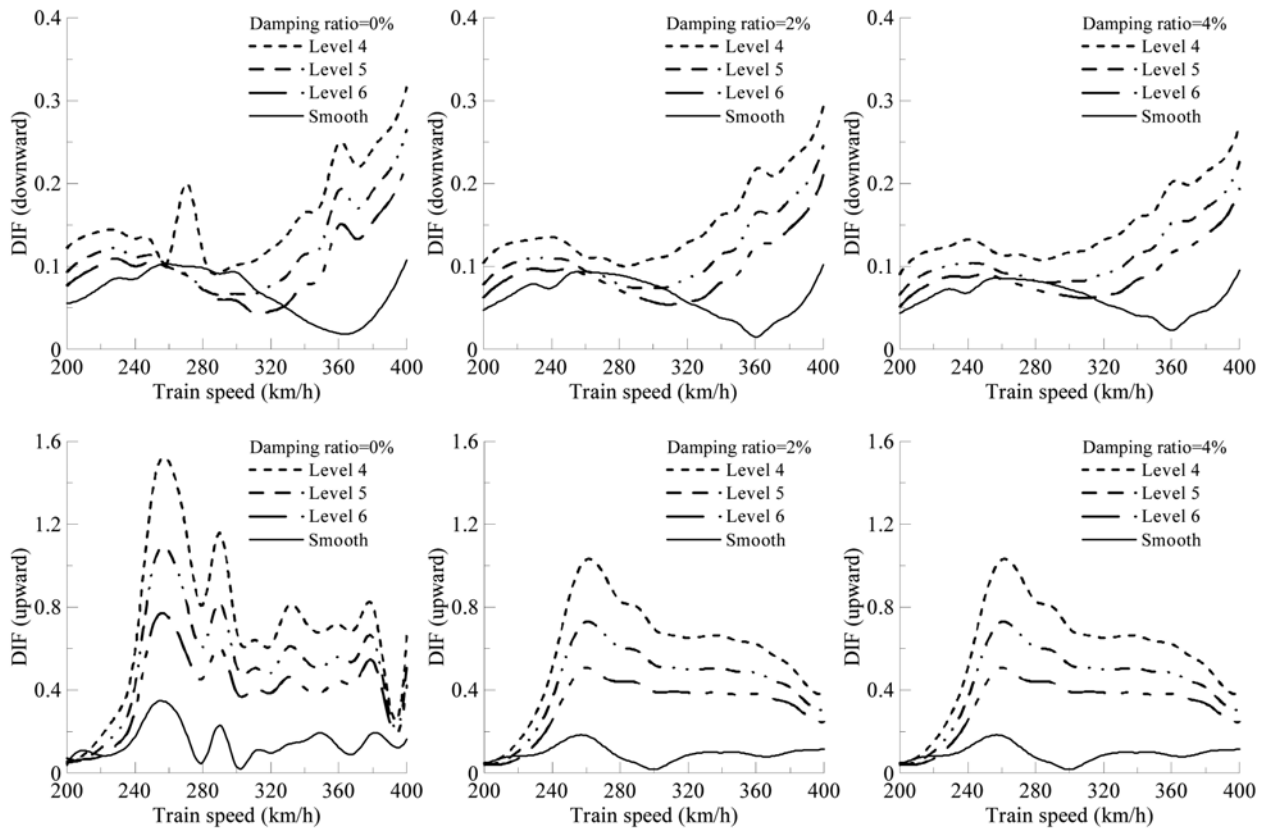 0.4
0.3
0.2
0.1
0
DIF (downward)
Damping ratio=0%
Level 4
Level 5
Level 6
Smooth
200 240 280 320 360 400
Train speed (km/h)
0.4
0.3
0.2
0.1
0
DIF (downward)
Damping ratio=2%
Level 4
Level 5
Level 6
Smooth
200 240 280 320 360 400
Train speed (km/h)
0.4
0.3
0.2
0.1
0
DIF (downward)
Damping ratio=4%
Level 4
Level 5
Level 6
Smooth
200 240 280 320 360 400
Train speed (km/h)
1.6
1.2
0.8
0.4
0
DIF (upward)
Damping ratio=0%
Level 4
Level 5
Level 6
Smooth
200 240 280 320 360 400
Train speed (km/h)
1.6
1.2
0.8
0.4
0
DIF (upward)
Damping ratio=2%
Level 4
Level 5
Level 6
Smooth
200 240 280 320 360 400
Train speed (km/h)
1.6
1.2
0.8
0.4
0
DIF (upward)
Damping ratio=4%
Level 4
Level 5
Level 6
Smooth
200 240 280 320 360 400
Train speed (km/h)